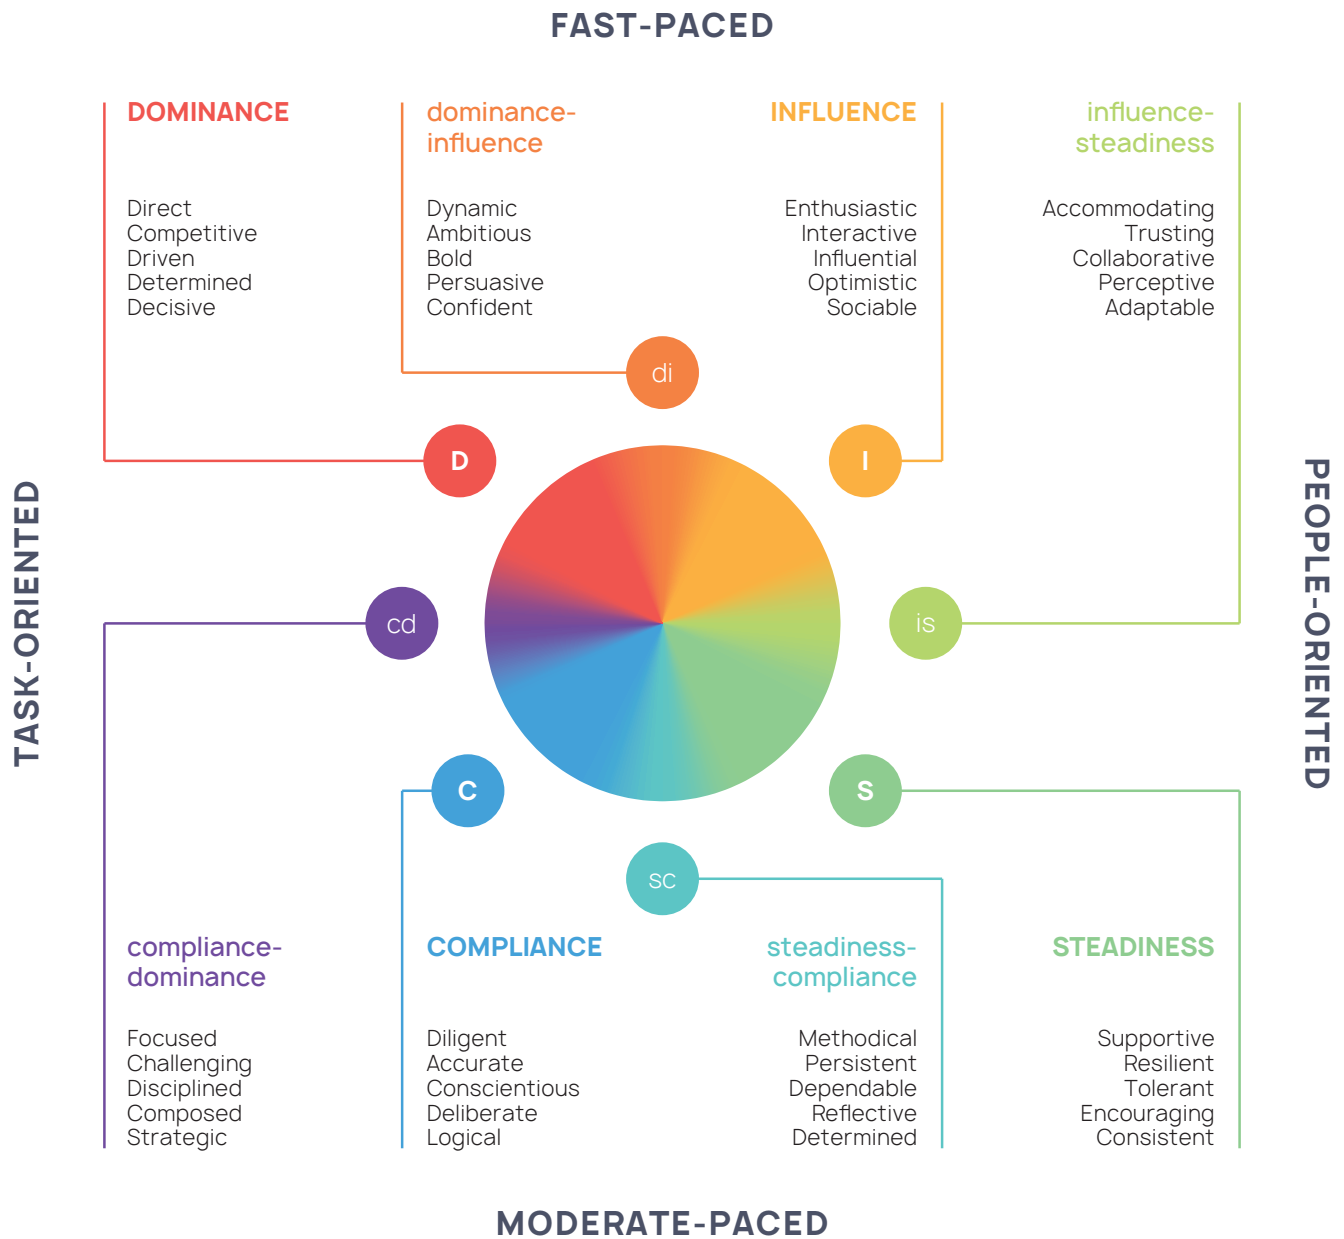 FAST-PACED
DOMINANCE
Direct
Competitive
Driven
Determined
Decisive
dominance-
influence
Dynamic
Ambitious
Bold
Persuasive
Confident
INFLUENCE
Enthusiastic
Interactive
Influential
Optimistic
Sociable
influence-
steadiness
Accommodating
Trusting
Collaborative
Perceptive
Adaptable
di
D
I
TASK-ORIENTED
PEOPLE-ORIENTED
cd
is
C
S
sc
compliance-
dominance
Focused
Challenging
Disciplined
Composed
Strategic
COMPLIANCE
Diligent
Accurate
Conscientious
Deliberate
Logical
steadiness-
compliance
Methodical
Persistent
Dependable
Reflective
Determined
STEADINESS
Supportive
Resilient
Tolerant
Encouraging
Consistent
MODERATE-PACED